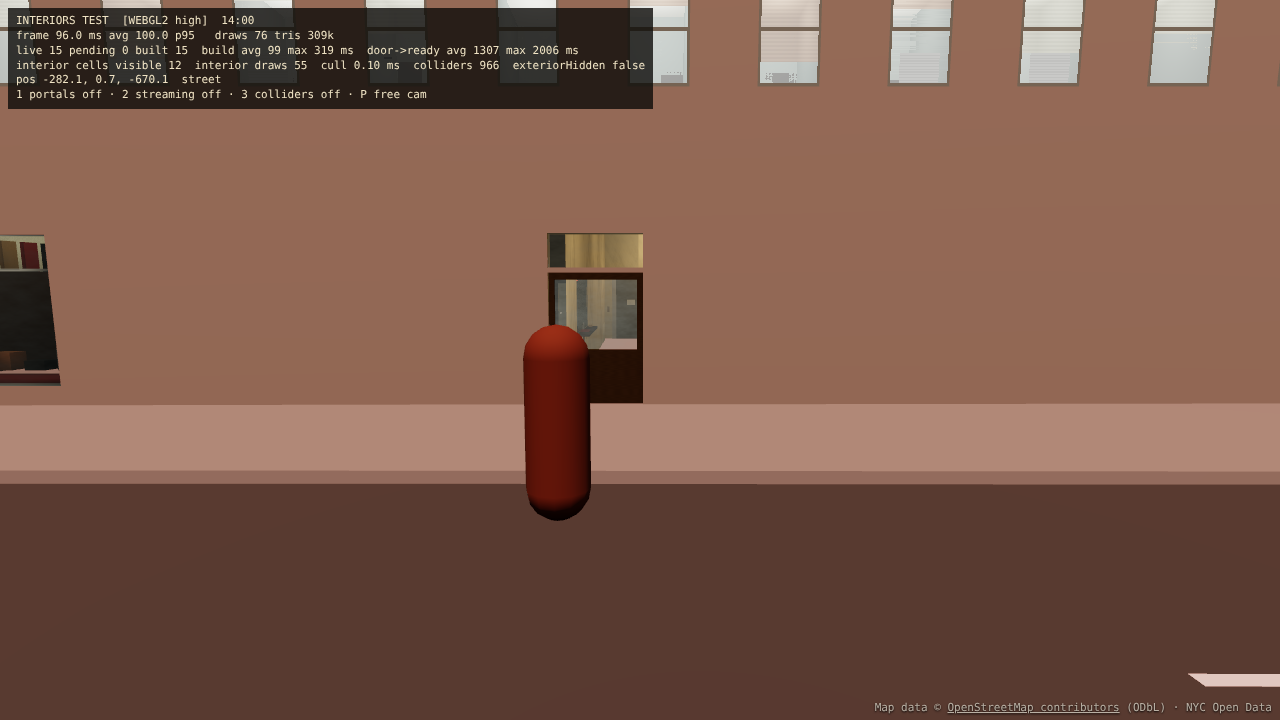 INTERIORS TEST  [WEBGL2 high]  14:00
frame 96.0 ms avg 100.0 p95   draws 76 tris 309k
live 15 pending 0 built 15  build avg 99 max 319 ms  door->ready avg 1307 max 2006 ms
interior cells visible 12  interior draws 55  cull 0.10 ms  colliders 966  exteriorHidden false
pos -282.1, 0.7, -670.1  street
1 portals off · 2 streaming off · 3 colliders off · P free cam
Map data © OpenStreetMap contributors (ODbL) · NYC Open Data